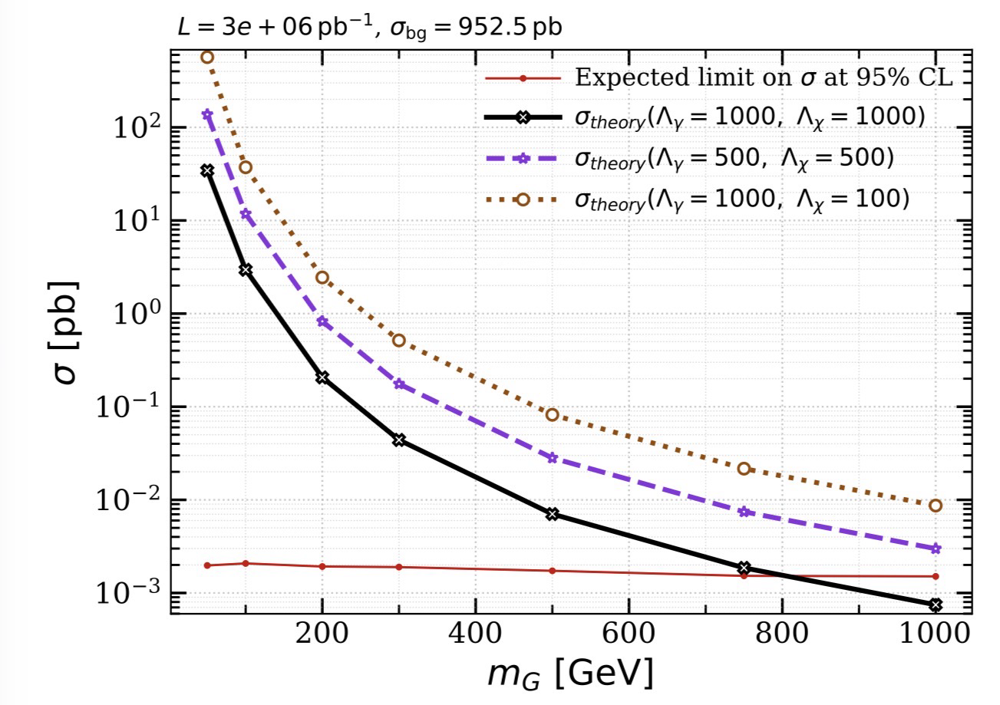 L = 3e + 06 pb⁻¹, σ_bg = 952.5 pb
Expected limit on σ at 95% CL
σ_theory(Λ_γ = 1000, Λ_χ = 1000)
σ_theory(Λ_γ = 500, Λ_χ = 500)
σ_theory(Λ_γ = 1000, Λ_χ = 100)
10²
10¹
10⁰
10⁻¹
10⁻²
10⁻³
σ [pb]
200 400 600 800 1000
m_G [GeV]